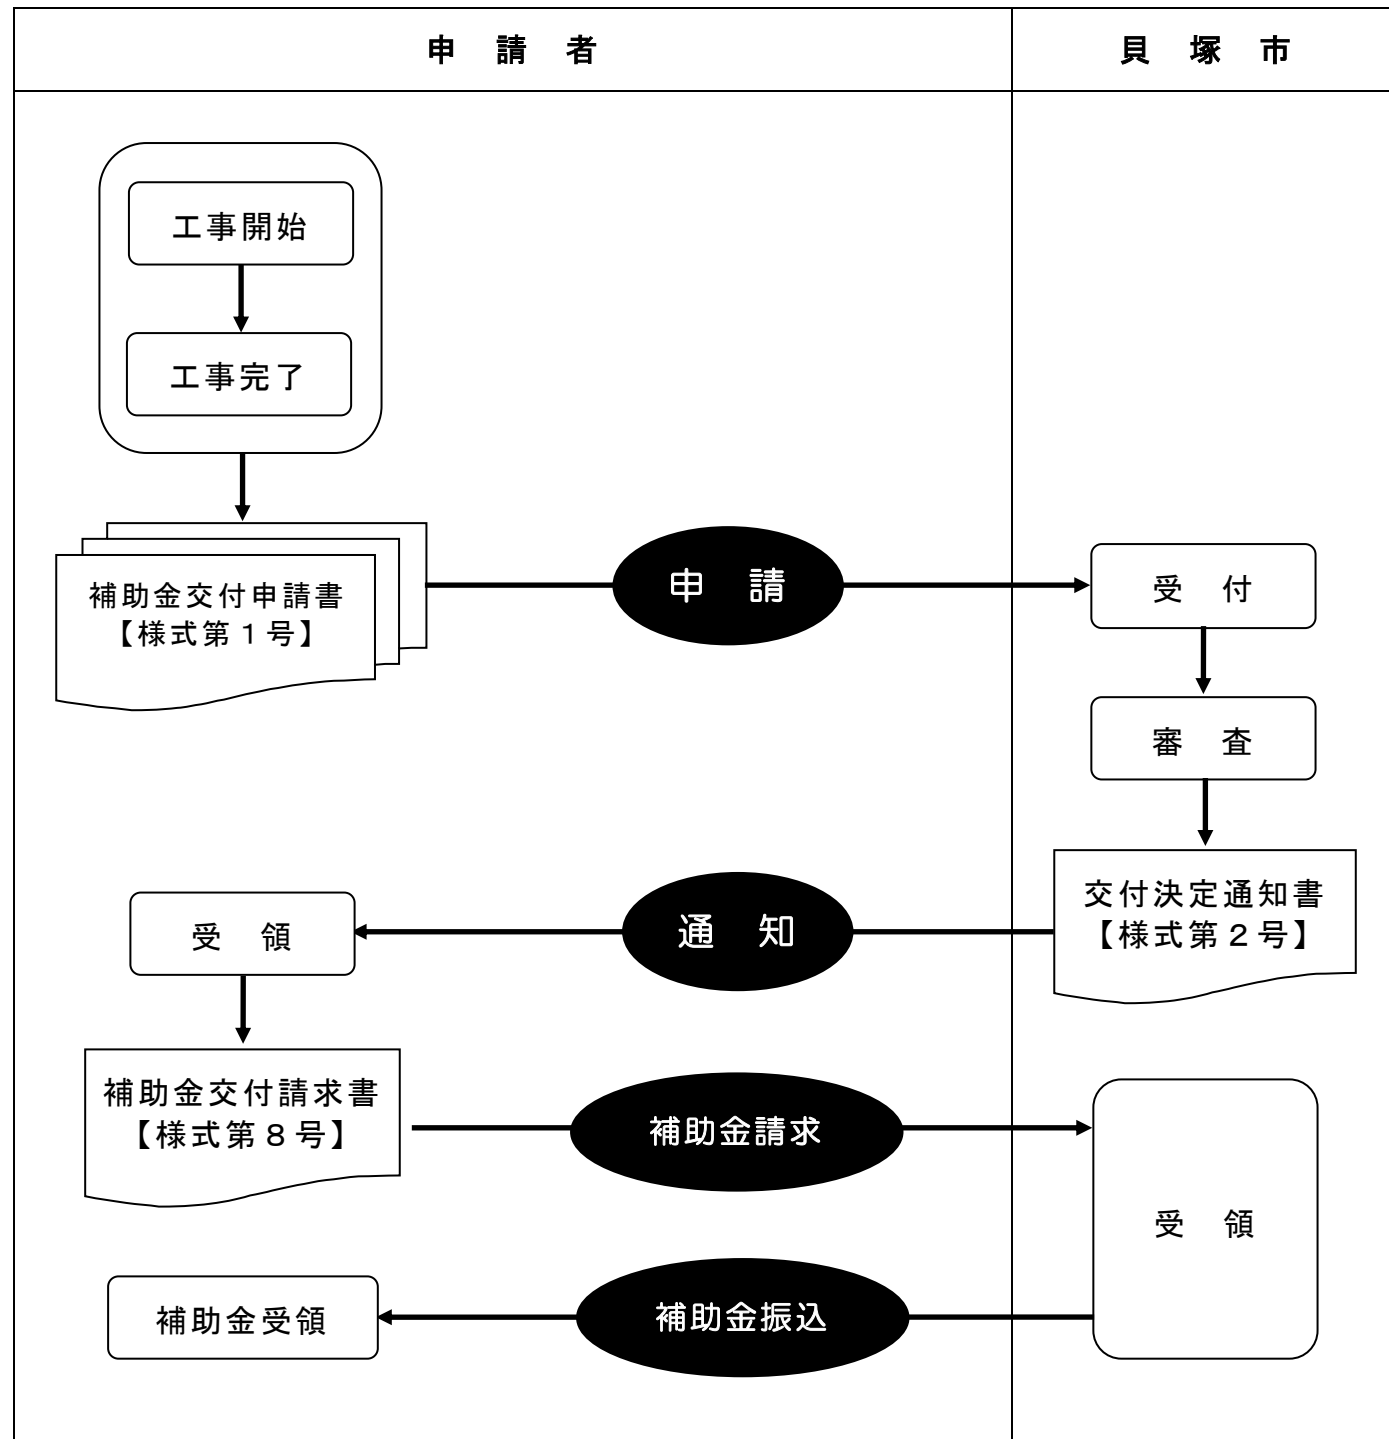 申　請　者
貝　塚　市
工事開始
工事完了
補助金交付申請書
【様式第１号】
申　請
受　付
審　査
交付決定通知書
【様式第２号】
通　知
受　領
補助金交付請求書
【様式第８号】
補助金請求
受　領
補助金振込
補助金受領